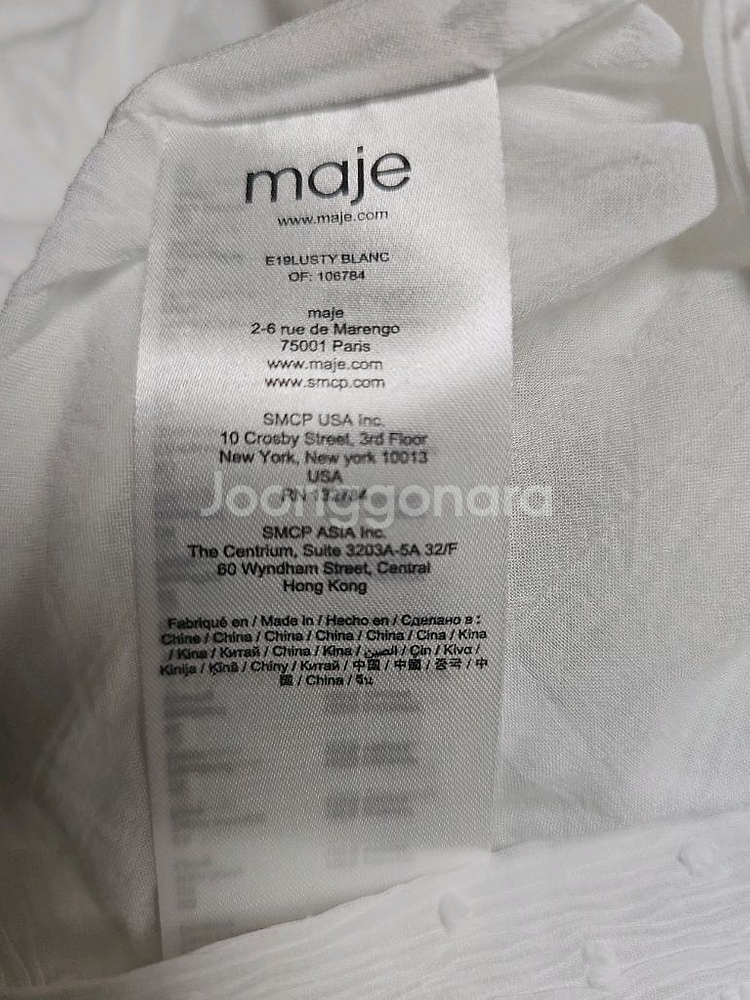 maje
www.maje.com
E19LUSTY BLANC
OF: 106784
maje
2-6 rue de Marengo
75001 Paris
www.maje.com
www.smcp.com
SMCP USA Inc.
10 Crosby Street, 3rd Floor
New York, New york 10013
USA
RN 132784
Joonggonara
SMCP ASIA Inc.
The Centrium, Suite 3203A-5A 32/F
60 Wyndham Street, Central
Hong Kong
Fabriqué en / Made in / Hecho en / Сделано в :
Chine / China / China / China / China / Cina / Kina
/ Kina / Китай / China / Kina / الصين / Çin / Κίνα /
Kinija / Ķīnā / Chiny / Китай / 中国 / 中國 / 중국 / 中
国 / China / จีน